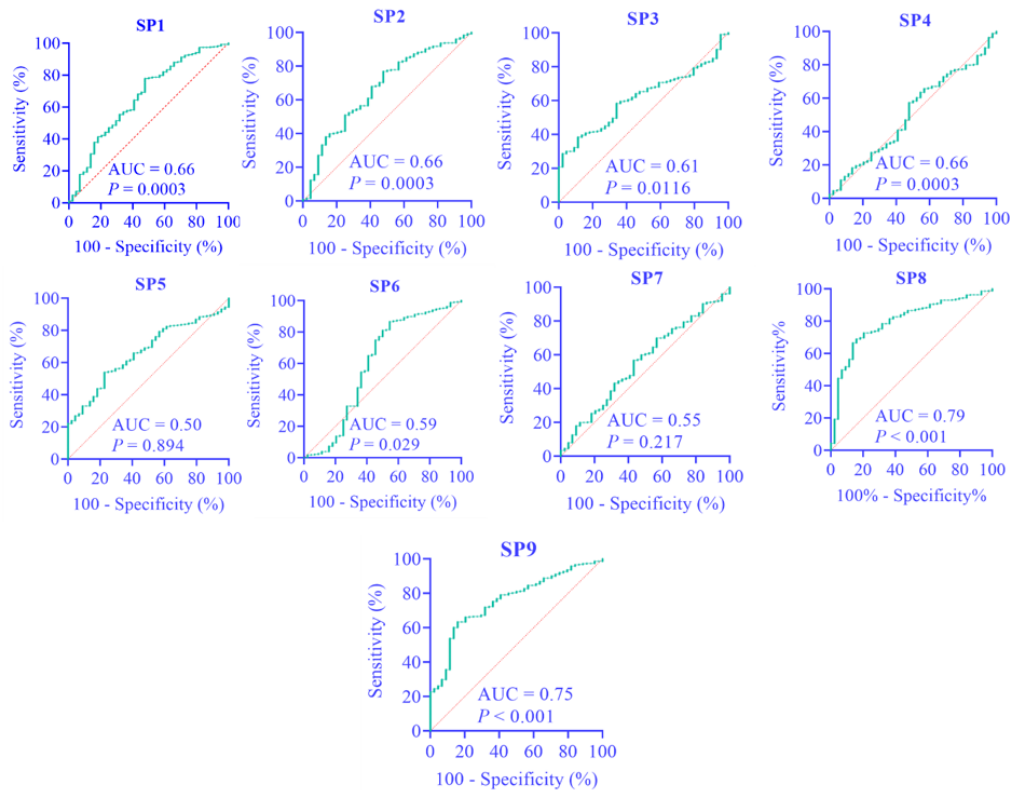 SP1
Sensitivity (%)
100
80
60
40
20
0
AUC = 0.66
P = 0.0003
0 20 40 60 80 100
100 - Specificity (%)
SP2
Sensitivity (%)
100
80
60
40
20
0
AUC = 0.66
P = 0.0003
0 20 40 60 80 100
100 - Specificity (%)
SP3
Sensitivity (%)
100
80
60
40
20
0
AUC = 0.61
P = 0.0116
0 20 40 60 80 100
100 - Specificity (%)
SP4
Sensitivity (%)
100
80
60
40
20
0
AUC = 0.66
P = 0.0003
0 20 40 60 80 100
100 - Specificity (%)
SP5
Sensitivity (%)
100
80
60
40
20
0
AUC = 0.50
P = 0.894
0 20 40 60 80 100
100 - Specificity (%)
SP6
Sensitivity (%)
100
80
60
40
20
0
AUC = 0.59
P = 0.029
0 20 40 60 80 100
100 - Specificity (%)
SP7
Sensitivity (%)
100
80
60
40
20
0
AUC = 0.55
P = 0.217
0 20 40 60 80 100
100 - Specificity (%)
SP8
Sensitivity%
100
80
60
40
20
0
AUC = 0.79
P < 0.001
0 20 40 60 80 100
100% - Specificity%
SP9
Sensitivity (%)
100
80
60
40
20
0
AUC = 0.75
P < 0.001
0 20 40 60 80 100
100 - Specificity (%)